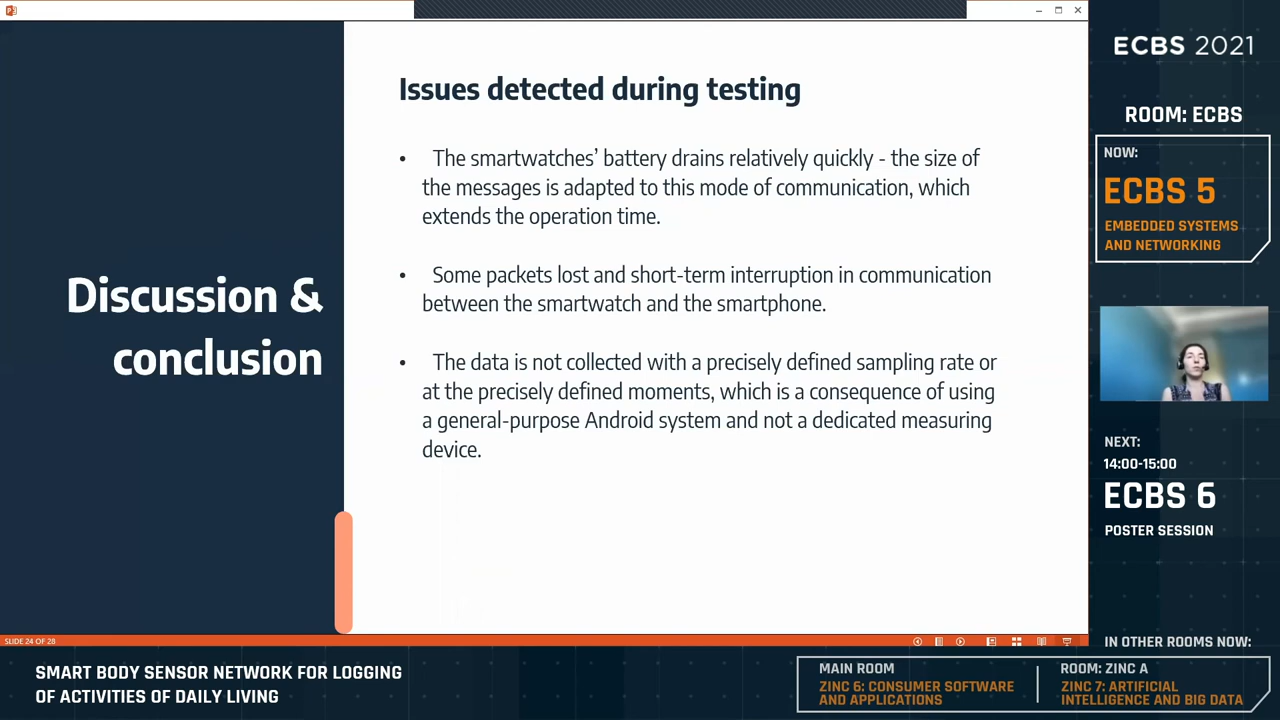 Issues detected during testing
• The smartwatches’ battery drains relatively quickly - the size of
the messages is adapted to this mode of communication, which
extends the operation time.
• Some packets lost and short-term interruption in communication
between the smartwatch and the smartphone.
• The data is not collected with a precisely defined sampling rate or
at the precisely defined moments, which is a consequence of using
a general-purpose Android system and not a dedicated measuring
device.
Discussion &
conclusion
SLIDE 24 OF 28
ECBS 2021
ROOM: ECBS
NOW:
ECBS 5
EMBEDDED SYSTEMS
AND NETWORKING
NEXT:
14:00-15:00
ECBS 6
POSTER SESSION
IN OTHER ROOMS NOW:
SMART BODY SENSOR NETWORK FOR LOGGING
OF ACTIVITIES OF DAILY LIVING
MAIN ROOM
ZINC 6: CONSUMER SOFTWARE
AND APPLICATIONS
ROOM: ZINC A
ZINC 7: ARTIFICIAL
INTELLIGENCE AND BIG DATA